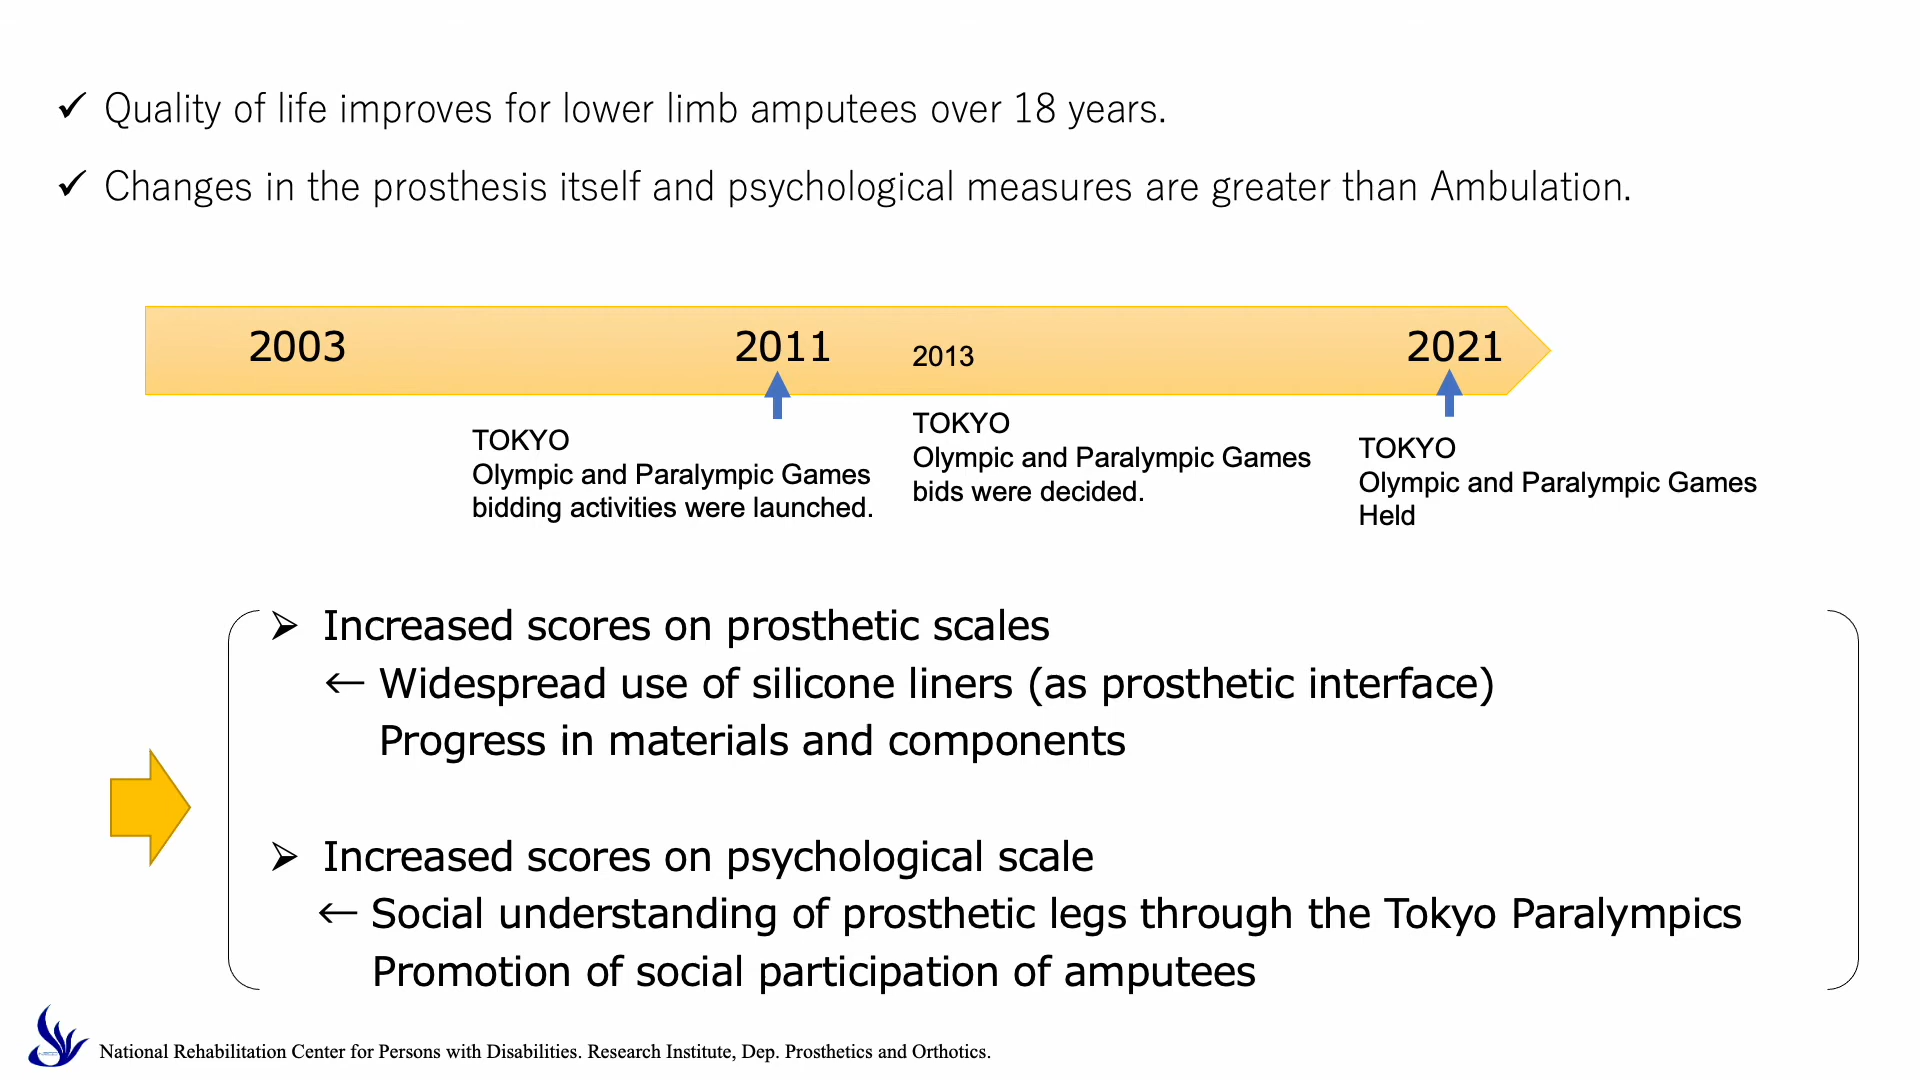 ✓ Quality of life improves for lower limb amputees over 18 years.
✓ Changes in the prosthesis itself and psychological measures are greater than Ambulation.
2003 2011 2013 2021
TOKYO
Olympic and Paralympic Games
bidding activities were launched.
TOKYO
Olympic and Paralympic Games
bids were decided.
TOKYO
Olympic and Paralympic Games
Held
➢ Increased scores on prosthetic scales
← Widespread use of silicone liners (as prosthetic interface)
Progress in materials and components
➢ Increased scores on psychological scale
← Social understanding of prosthetic legs through the Tokyo Paralympics
Promotion of social participation of amputees
National Rehabilitation Center for Persons with Disabilities. Research Institute, Dep. Prosthetics and Orthotics.